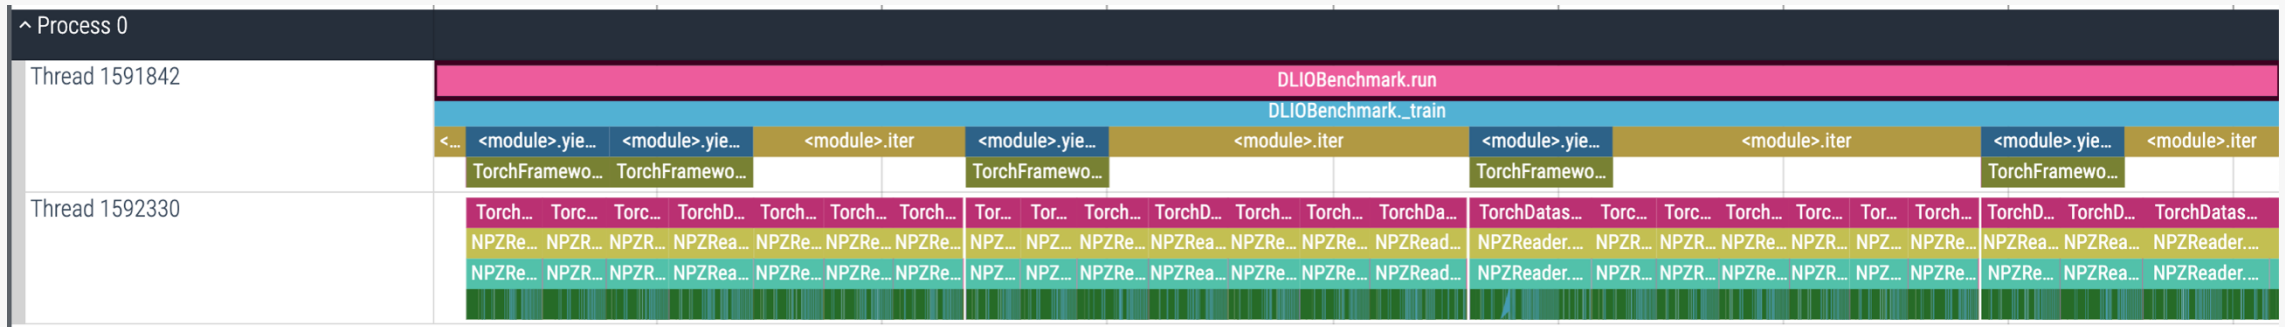 Process 0
Thread 1591842
DLIOBenchmark.run
DLIOBenchmark._train
<... <module>.yie... <module>.yie... <module>.iter <module>.yie... <module>.iter <module>.yie... <module>.iter <module>.yie... <module>.iter
TorchFramewo... TorchFramewo... TorchFramewo... TorchFramewo... TorchFramewo...
Thread 1592330
Torch... Torc... Torc... TorchD... Torch... Torch... Torch... Tor... Tor... Torch... TorchD... Torch... Torch... TorchDa... TorchDatas... Torc... Torc... Torch... Torc... Tor... Torch... TorchD... TorchD... TorchDatas...
NPZRe... NPZR... NPZR... NPZRea... NPZRe... NPZRe... NPZRe... NPZ... NPZ... NPZRe... NPZRea... NPZRe... NPZRe... NPZRead... NPZReader.... NPZR... NPZR... NPZRe... NPZR... NPZ... NPZRe... NPZRea... NPZRea... NPZReader....
NPZRe... NPZR... NPZR... NPZRea... NPZRe... NPZRe... NPZRe... NPZ... NPZ... NPZRe... NPZRea... NPZRe... NPZRe... NPZRead... NPZReader.... NPZR... NPZR... NPZRe... NPZR... NPZ... NPZRe... NPZRe... NPZRea... NPZReader....